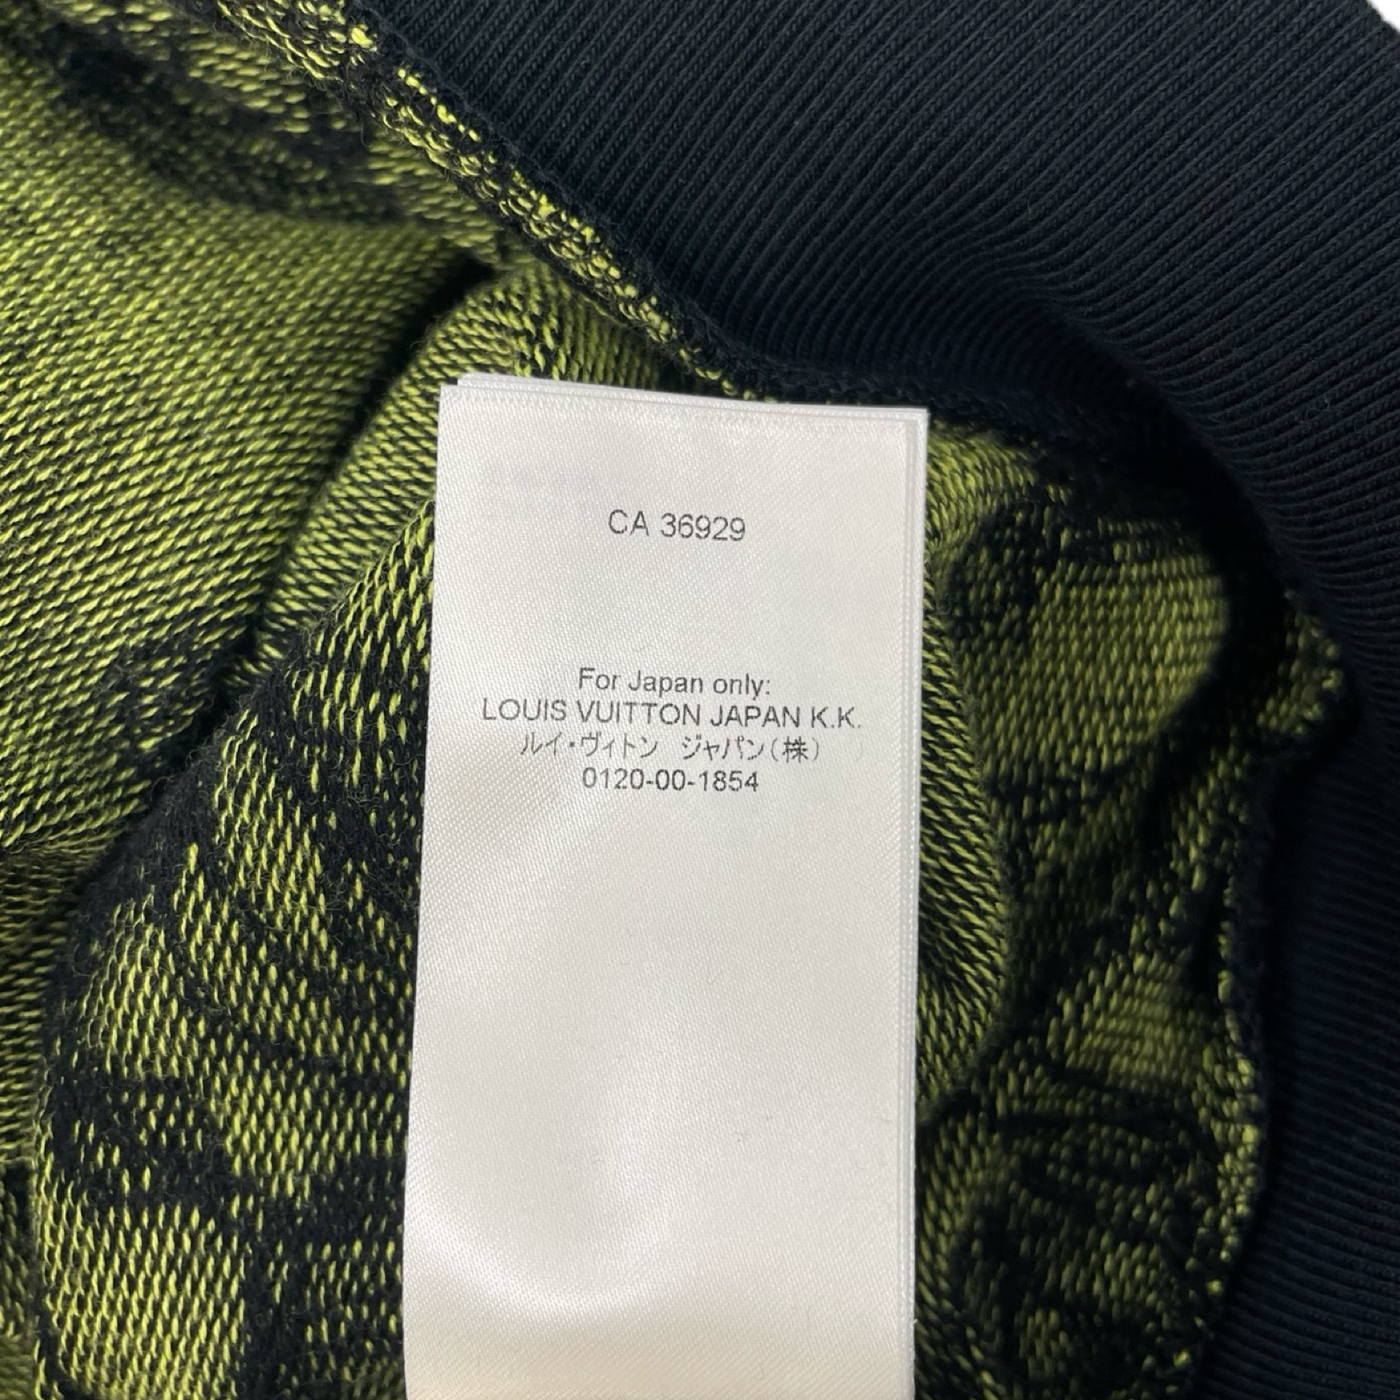 CA 36929
For Japan only:
LOUIS VUITTON JAPAN K.K.
ルイ・ヴィトン ジャパン(株)
0120-00-1854